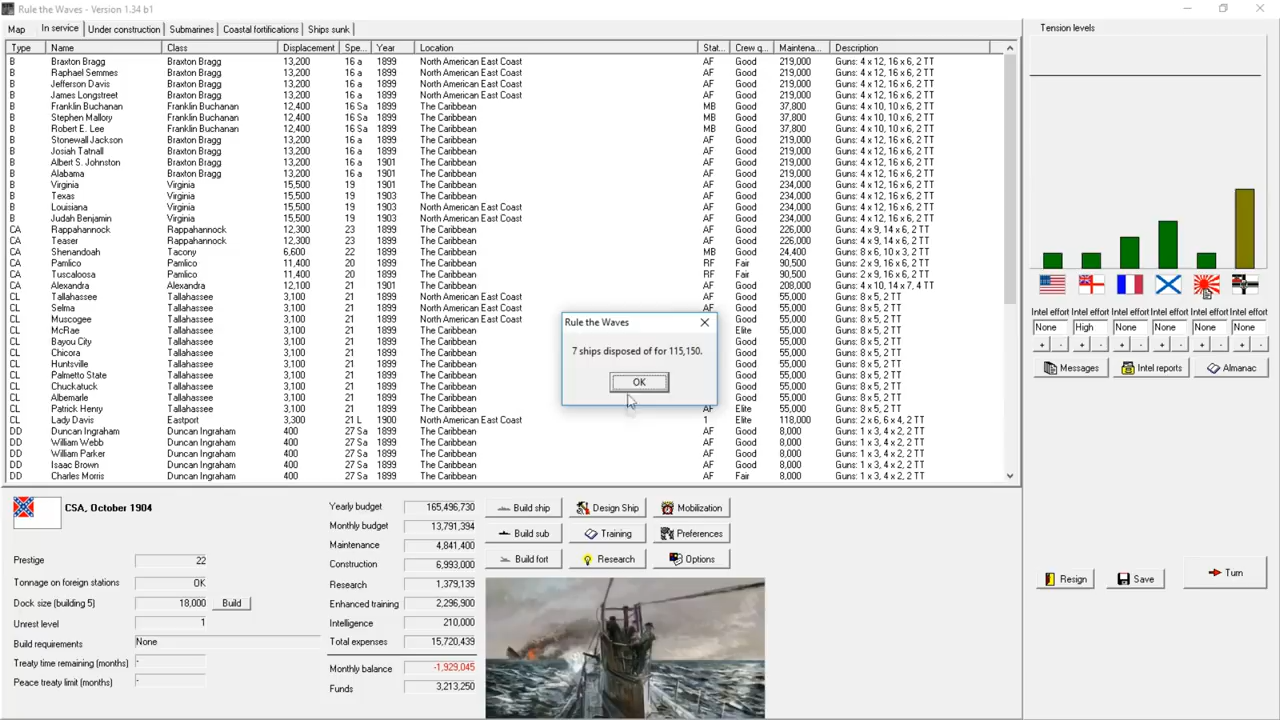 Rule the Waves - Version 1.34 b1
Map In service Under construction Submarines Coastal fortifications Ships sunk
Type Name Class Displacement Spe... Year Location Stat... Crew q... Maintena... Description
B Braxton Bragg Braxton Bragg 13,200 16 a 1899 North American East Coast AF Good 219,000 Guns: 4 x 12, 16 x 6, 2 TT
B Raphael Semmes Braxton Bragg 13,200 16 a 1899 North American East Coast AF Good 219,000 Guns: 4 x 12, 16 x 6, 2 TT
B Jefferson Davis Braxton Bragg 13,200 16 a 1899 North American East Coast AF Good 219,000 Guns: 4 x 12, 16 x 6, 2 TT
B James Longstreet Braxton Bragg 13,200 16 a 1899 North American East Coast AF Good 219,000 Guns: 4 x 12, 16 x 6, 2 TT
B Franklin Buchanan Franklin Buchanan 12,400 16 Sa 1899 The Caribbean MB Good 37,800 Guns: 4 x 10, 10 x 6, 2 TT
B Stephen Mallory Franklin Buchanan 12,400 16 Sa 1899 The Caribbean MB Good 37,800 Guns: 4 x 10, 10 x 6, 2 TT
B Robert E. Lee Franklin Buchanan 12,400 16 Sa 1899 The Caribbean MB Good 37,800 Guns: 4 x 10, 10 x 6, 2 TT
B Stonewall Jackson Braxton Bragg 13,200 16 a 1899 The Caribbean AF Good 219,000 Guns: 4 x 12, 16 x 6, 2 TT
B Josiah Tatnall Braxton Bragg 13,200 16 a 1899 The Caribbean AF Good 219,000 Guns: 4 x 12, 16 x 6, 2 TT
B Albert S. Johnston Braxton Bragg 13,200 16 a 1901 The Caribbean AF Good 219,000 Guns: 4 x 12, 16 x 6, 2 TT
B Alabama Braxton Bragg 13,200 16 a 1901 The Caribbean AF Good 219,000 Guns: 4 x 12, 16 x 6, 2 TT
B Virginia Virginia 15,500 19 1901 The Caribbean AF Good 234,000 Guns: 4 x 12, 16 x 6, 2 TT
B Texas Virginia 15,500 19 1903 The Caribbean AF Good 234,000 Guns: 4 x 12, 16 x 6, 2 TT
B Louisiana Virginia 15,500 19 1903 North American East Coast AF Good 234,000 Guns: 4 x 12, 16 x 6, 2 TT
B Judah Benjamin Virginia 15,500 19 1903 North American East Coast AF Good 234,000 Guns: 4 x 12, 16 x 6, 2 TT
CA Rappahannock Rappahannock 12,300 23 1899 The Caribbean AF Good 226,000 Guns: 4 x 9, 14 x 6, 2 TT
CA Teaser Rappahannock 12,300 23 1899 The Caribbean AF Good 226,000 Guns: 4 x 9, 14 x 6, 2 TT
CA Shenandoah Tacony 6,600 22 1899 The Caribbean MB Good 24,400 Guns: 8 x 6, 10 x 3, 2 TT
CA Pamlico Pamlico 11,400 20 1899 The Caribbean RF Fair 90,500 Guns: 2 x 9, 16 x 6, 2 TT
CA Tuscaloosa Pamlico 11,400 20 1899 The Caribbean RF Fair 90,500 Guns: 2 x 9, 16 x 6, 2 TT
CA Alexandra Alexandra 12,100 21 1901 The Caribbean AF Good 208,000 Guns: 4 x 10, 14 x 7, 4 TT
CL Tallahassee Tallahassee 3,100 21 1899 North American East Coast AF Good 55,000 Guns: 8 x 5, 2 TT
CL Selma Tallahassee 3,100 21 1899 North American East Coast AF Good 55,000 Guns: 8 x 5, 2 TT
CL Muscogee Tallahassee 3,100 21 1899 North American East Coast AF Good 55,000 Guns: 8 x 5, 2 TT
CL McRae Tallahassee 3,100 21 1899 The Caribbean Elite 55,000 Guns: 8 x 5, 2 TT
CL Bayou City Tallahassee 3,100 21 1899 The Caribbean Good 55,000 Guns: 8 x 5, 2 TT
CL Chicora Tallahassee 3,100 21 1899 The Caribbean Good 55,000 Guns: 8 x 5, 2 TT
CL Huntsville Tallahassee 3,100 21 1899 The Caribbean Good 55,000 Guns: 8 x 5, 2 TT
CL Palmetto State Tallahassee 3,100 21 1899 The Caribbean Good 55,000 Guns: 8 x 5, 2 TT
CL Chuckatuck Tallahassee 3,100 21 1899 The Caribbean Good 55,000 Guns: 8 x 5, 2 TT
CL Albemarle Tallahassee 3,100 21 1899 The Caribbean Elite 55,000 Guns: 8 x 5, 2 TT
CL Patrick Henry Tallahassee 3,100 21 1899 The Caribbean AF Elite 55,000 Guns: 8 x 5, 2 TT
CL Lady Davis Eastport 3,100 21 L 1900 North American East Coast 1 Elite 118,000 Guns: 2 x 6, 6 x 4, 2 TT
DD Duncan Ingraham Duncan Ingraham 400 27 Sa 1899 The Caribbean AF Good 8,000 Guns: 1 x 3, 4 x 2, 2 TT
DD William Webb Duncan Ingraham 400 27 Sa 1899 The Caribbean AF Good 8,000 Guns: 1 x 3, 4 x 2, 2 TT
DD William Parker Duncan Ingraham 400 27 Sa 1899 The Caribbean AF Good 8,000 Guns: 1 x 3, 4 x 2, 2 TT
DD Isaac Brown Duncan Ingraham 400 27 Sa 1899 The Caribbean AF Good 8,000 Guns: 1 x 3, 4 x 2, 2 TT
DD Charles Morris Duncan Ingraham 400 27 Sa 1899 The Caribbean AF Fair 8,000 Guns: 1 x 3, 4 x 2, 2 TT
Rule the Waves
7 ships disposed of for 115,150.
OK
Tension levels
Intel effort Intel effort Intel effort Intel effort Intel effort Intel effort
None High None None None None
+ - + - + - + - + - + -
Messages Intel reports Almanac
CSA, October 1904
Prestige 22
Tonnage on foreign stations OK
Dock size (building 5) 18,000 Build
Unrest level 1
Build requirements None
Treaty time remaining (months) -
Peace treaty limit (months) -
Yearly budget 165,496,730
Monthly budget 13,791,394
Maintenance 4,841,400
Construction 6,993,000
Research 1,379,139
Enhanced training 2,296,900
Intelligence 210,000
Total expenses 15,720,439
Monthly balance -1,929,045
Funds 3,213,250
Build ship Design Ship Mobilization
Build sub Training Preferences
Build fort Research Options
Resign Save Turn